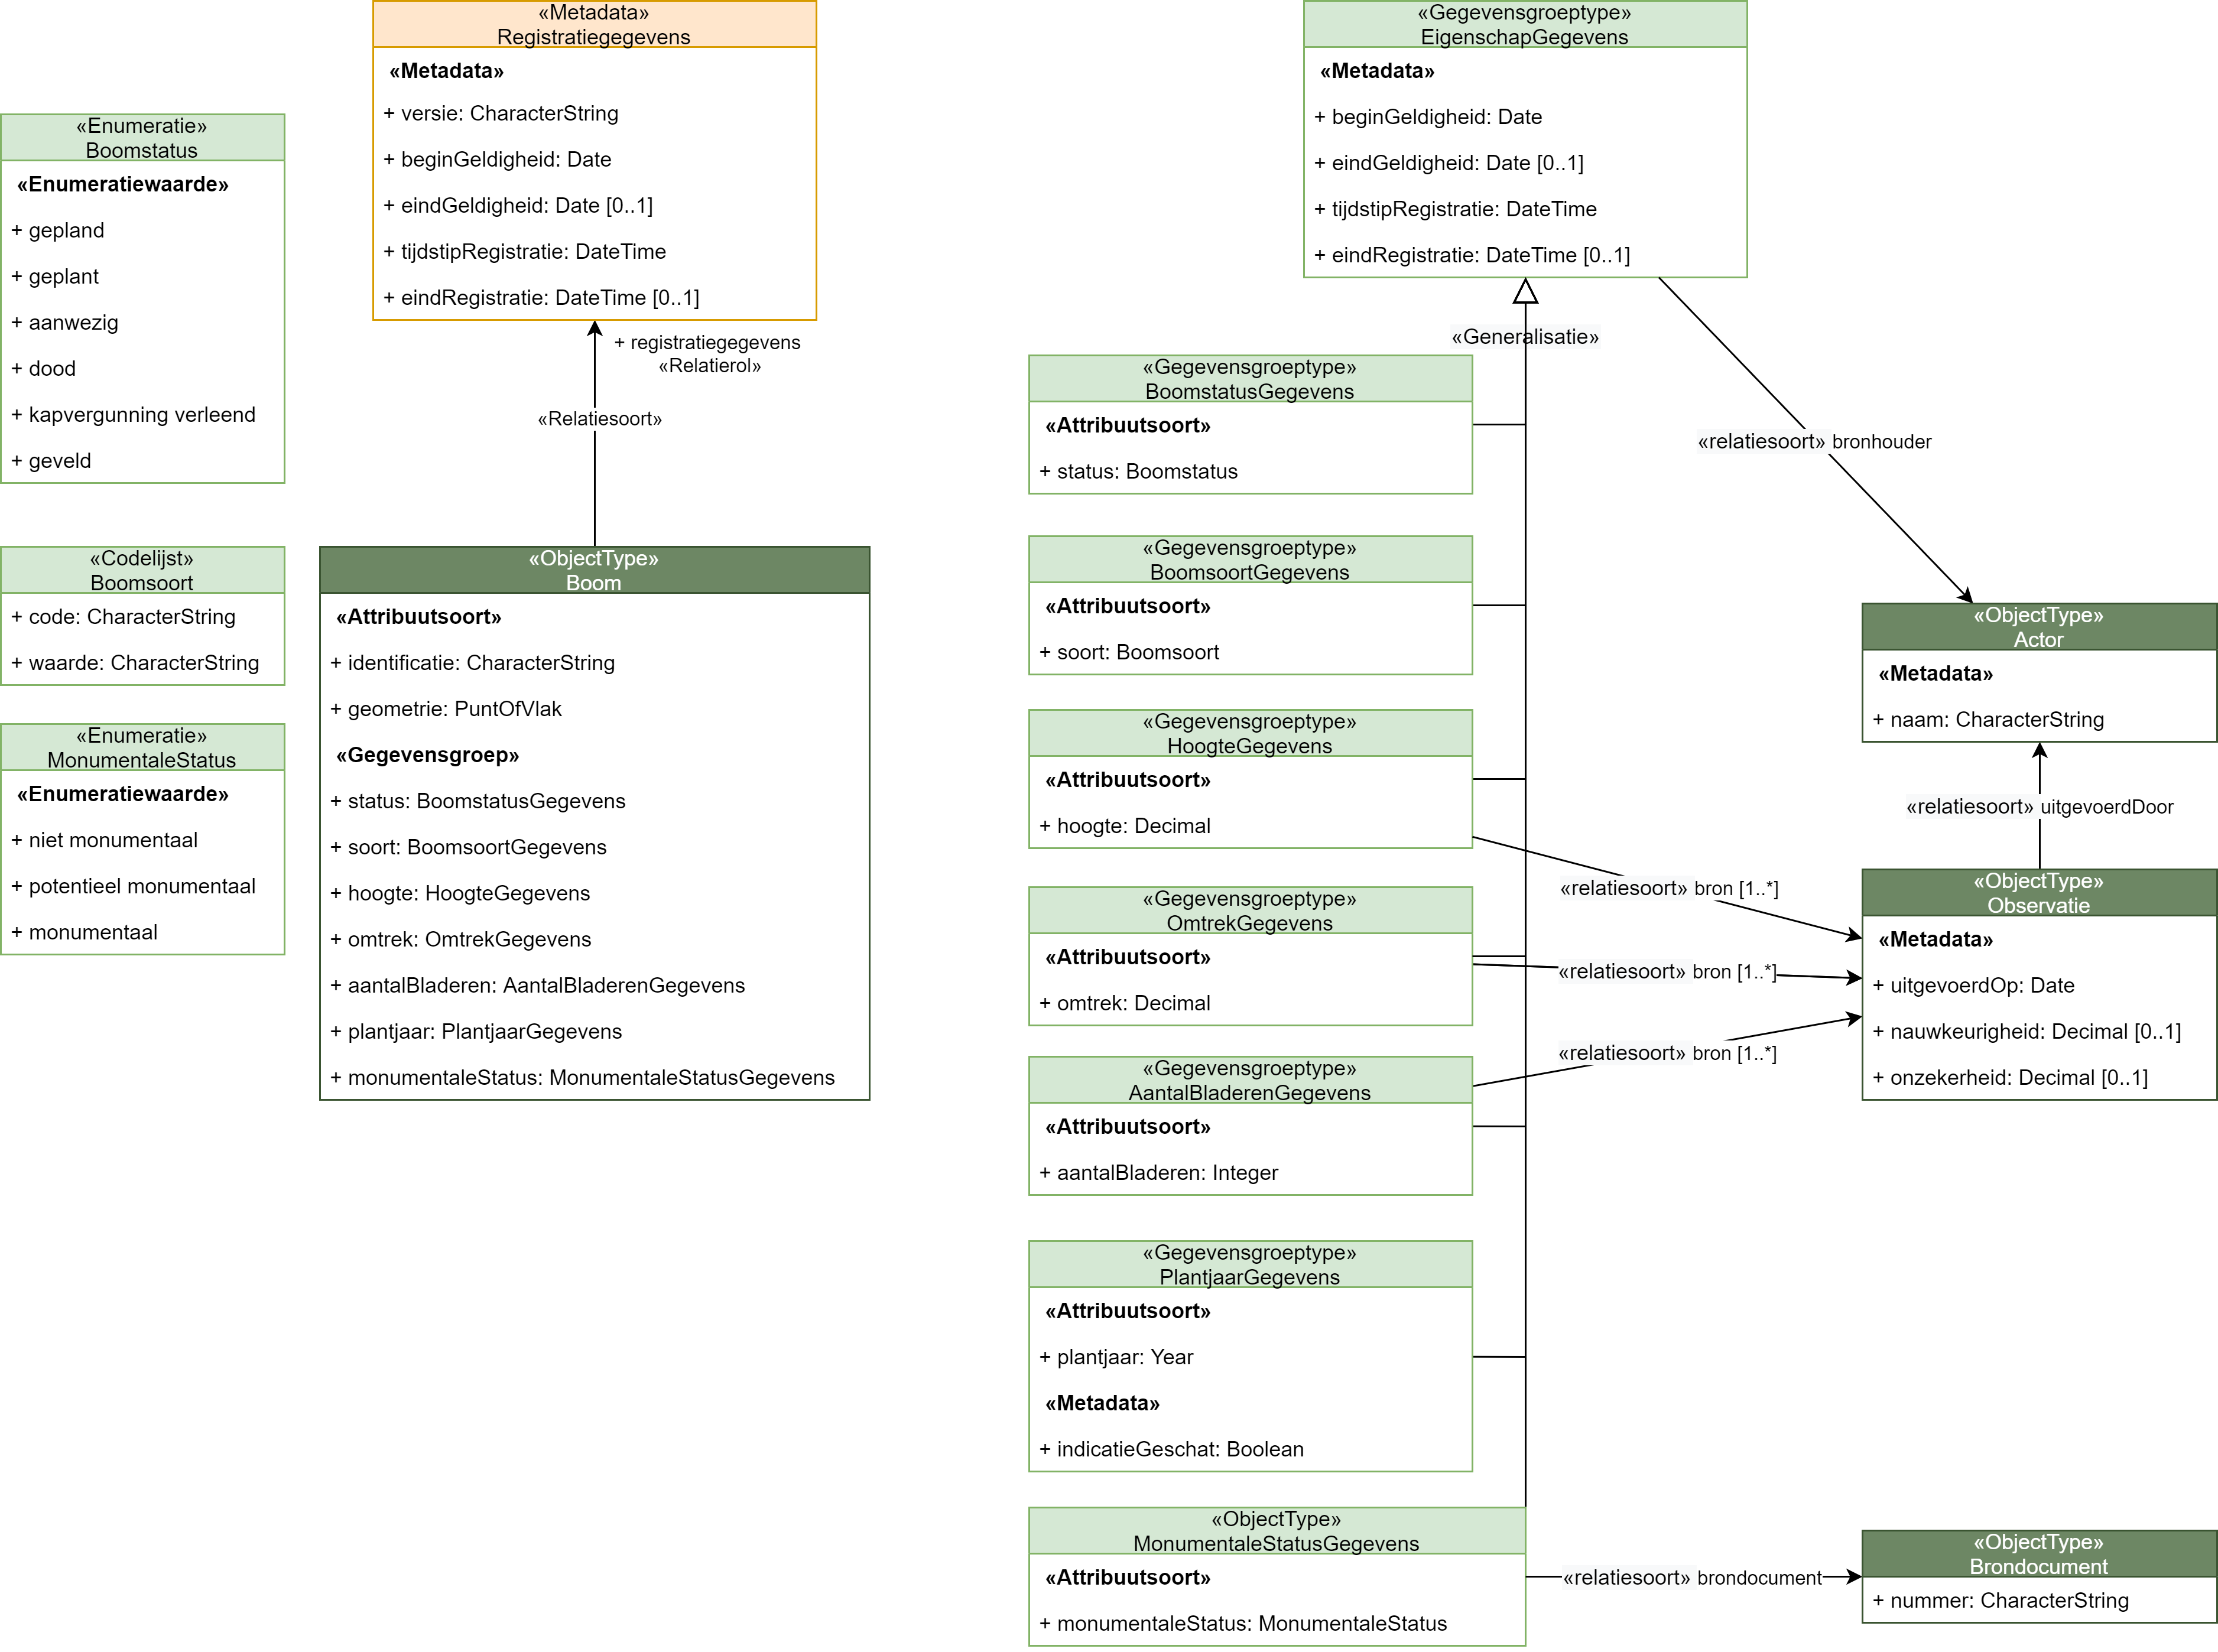 «Metadata»
Registratiegegevens
«Metadata»
+ versie: CharacterString
+ beginGeldigheid: Date
+ eindGeldigheid: Date [0..1]
+ tijdstipRegistratie: DateTime
+ eindRegistratie: DateTime [0..1]
+ registratiegegevens
«Relatierol»
«Relatiesoort»
«Enumeratie»
Boomstatus
«Enumeratiewaarde»
+ gepland
+ geplant
+ aanwezig
+ dood
+ kapvergunning verleend
+ geveld
«Codelijst»
Boomsoort
+ code: CharacterString
+ waarde: CharacterString
«Enumeratie»
MonumentaleStatus
«Enumeratiewaarde»
+ niet monumentaal
+ potentieel monumentaal
+ monumentaal
«ObjectType»
Boom
«Attribuutsoort»
+ identificatie: CharacterString
+ geometrie: PuntOfVlak
«Gegevensgroep»
+ status: BoomstatusGegevens
+ soort: BoomsoortGegevens
+ hoogte: HoogteGegevens
+ omtrek: OmtrekGegevens
+ aantalBladeren: AantalBladerenGegevens
+ plantjaar: PlantjaarGegevens
+ monumentaleStatus: MonumentaleStatusGegevens
«Gegevensgroeptype»
EigenschapGegevens
«Metadata»
+ beginGeldigheid: Date
+ eindGeldigheid: Date [0..1]
+ tijdstipRegistratie: DateTime
+ eindRegistratie: DateTime [0..1]
«Generalisatie»
«Gegevensgroeptype»
BoomstatusGegevens
«Attribuutsoort»
+ status: Boomstatus
«relatiesoort» bronhouder
«Gegevensgroeptype»
BoomsoortGegevens
«Attribuutsoort»
+ soort: Boomsoort
«Gegevensgroeptype»
HoogteGegevens
«Attribuutsoort»
+ hoogte: Decimal
«relatiesoort» bron [1..*]
«Gegevensgroeptype»
OmtrekGegevens
«Attribuutsoort»
+ omtrek: Decimal
«relatiesoort» bron [1..*]
«Gegevensgroeptype»
AantalBladerenGegevens
«Attribuutsoort»
+ aantalBladeren: Integer
«relatiesoort» bron [1..*]
«Gegevensgroeptype»
PlantjaarGegevens
«Attribuutsoort»
+ plantjaar: Year
«Metadata»
+ indicatieGeschat: Boolean
«ObjectType»
MonumentaleStatusGegevens
«Attribuutsoort»
+ monumentaleStatus: MonumentaleStatus
«relatiesoort» brondocument
«ObjectType»
Actor
«Metadata»
+ naam: CharacterString
«relatiesoort» uitgevoerdDoor
«ObjectType»
Observatie
«Metadata»
+ uitgevoerdOp: Date
+ nauwkeurigheid: Decimal [0..1]
+ onzekerheid: Decimal [0..1]
«ObjectType»
Brondocument
+ nummer: CharacterString